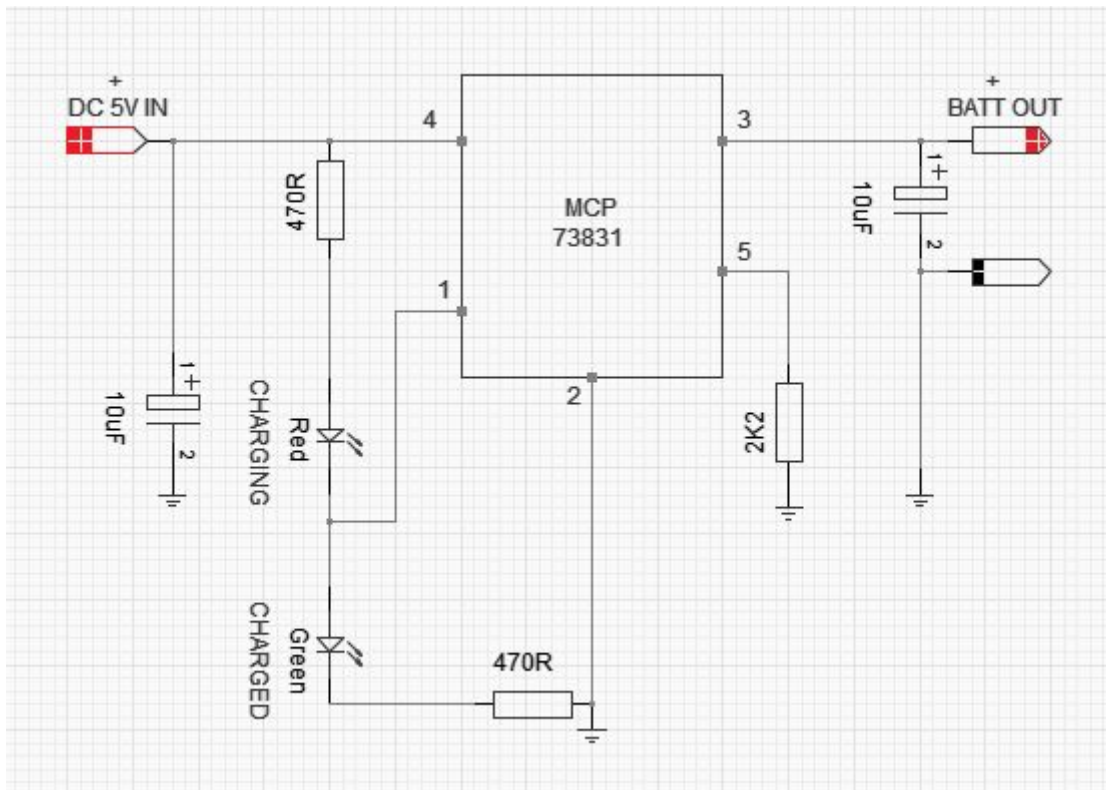 +
DC 5V IN
4
470R
MCP
73831
3
+
BATT OUT
1
+
10uF
2
5
1
2
2K2
1
+
10uF
2
CHARGING
Red
CHARGED
Green
470R